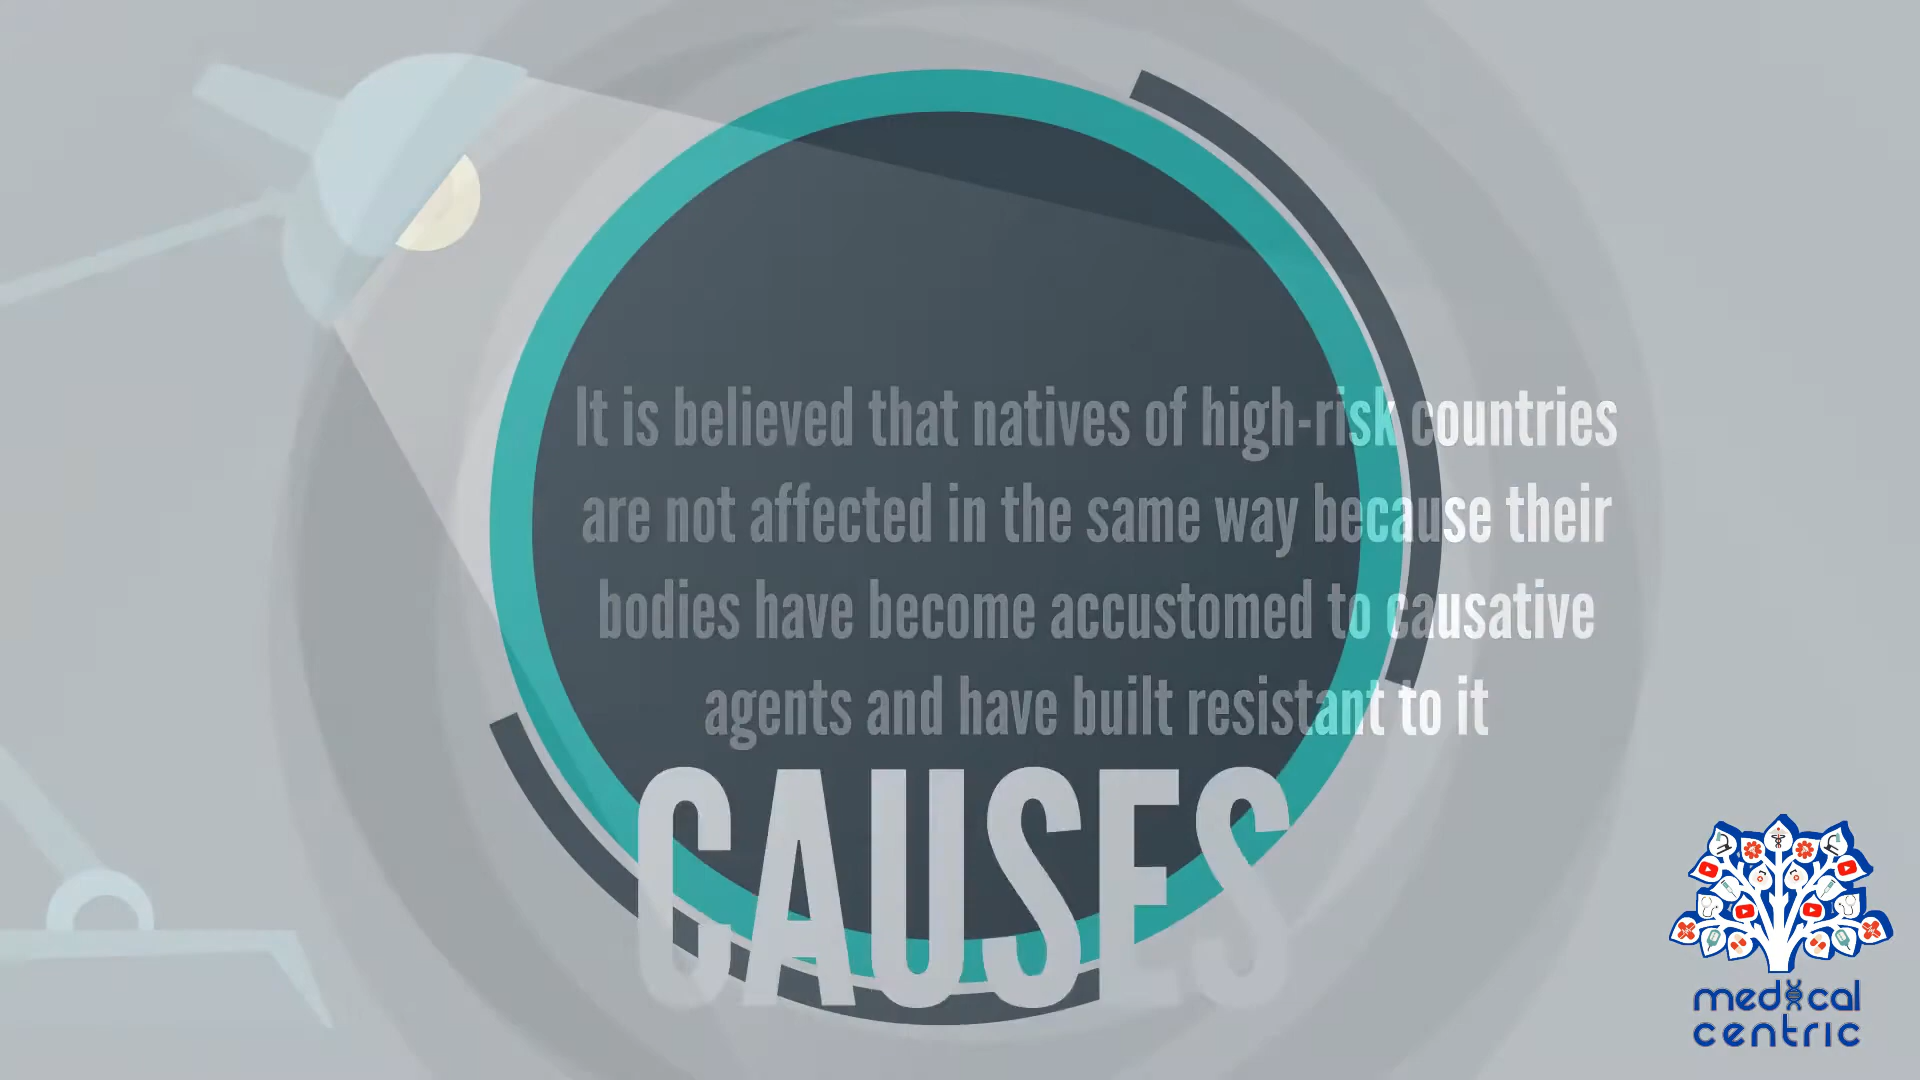 It is believed that natives of high-risk countries
are not affected in the same way because their
bodies have become accustomed to causative
agents and have built resistant to it
CAUSES
medical
centric